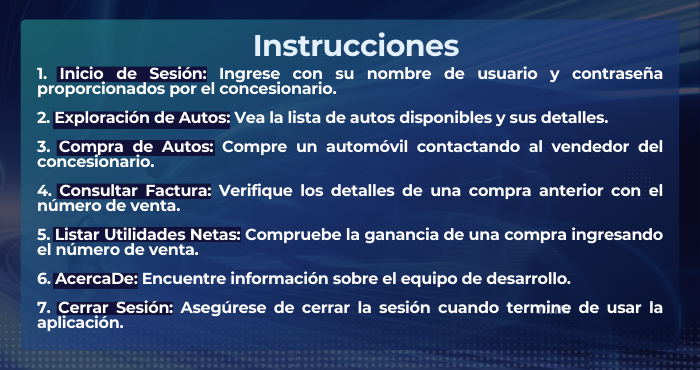 Instrucciones
1. Inicio de Sesión: Ingrese con su nombre de usuario y contraseña
proporcionados por el concesionario.
2. Exploración de Autos: Vea la lista de autos disponibles y sus detalles.
3. Compra de Autos: Compre un automóvil contactando al vendedor del
concesionario.
4. Consultar Factura: Verifique los detalles de una compra anterior con el
número de venta.
5. Listar Utilidades Netas: Compruebe la ganancia de una compra ingresando
el número de venta.
6. AcercaDe: Encuentre información sobre el equipo de desarrollo.
7. Cerrar Sesión: Asegúrese de cerrar la sesión cuando termine de usar la
aplicación.